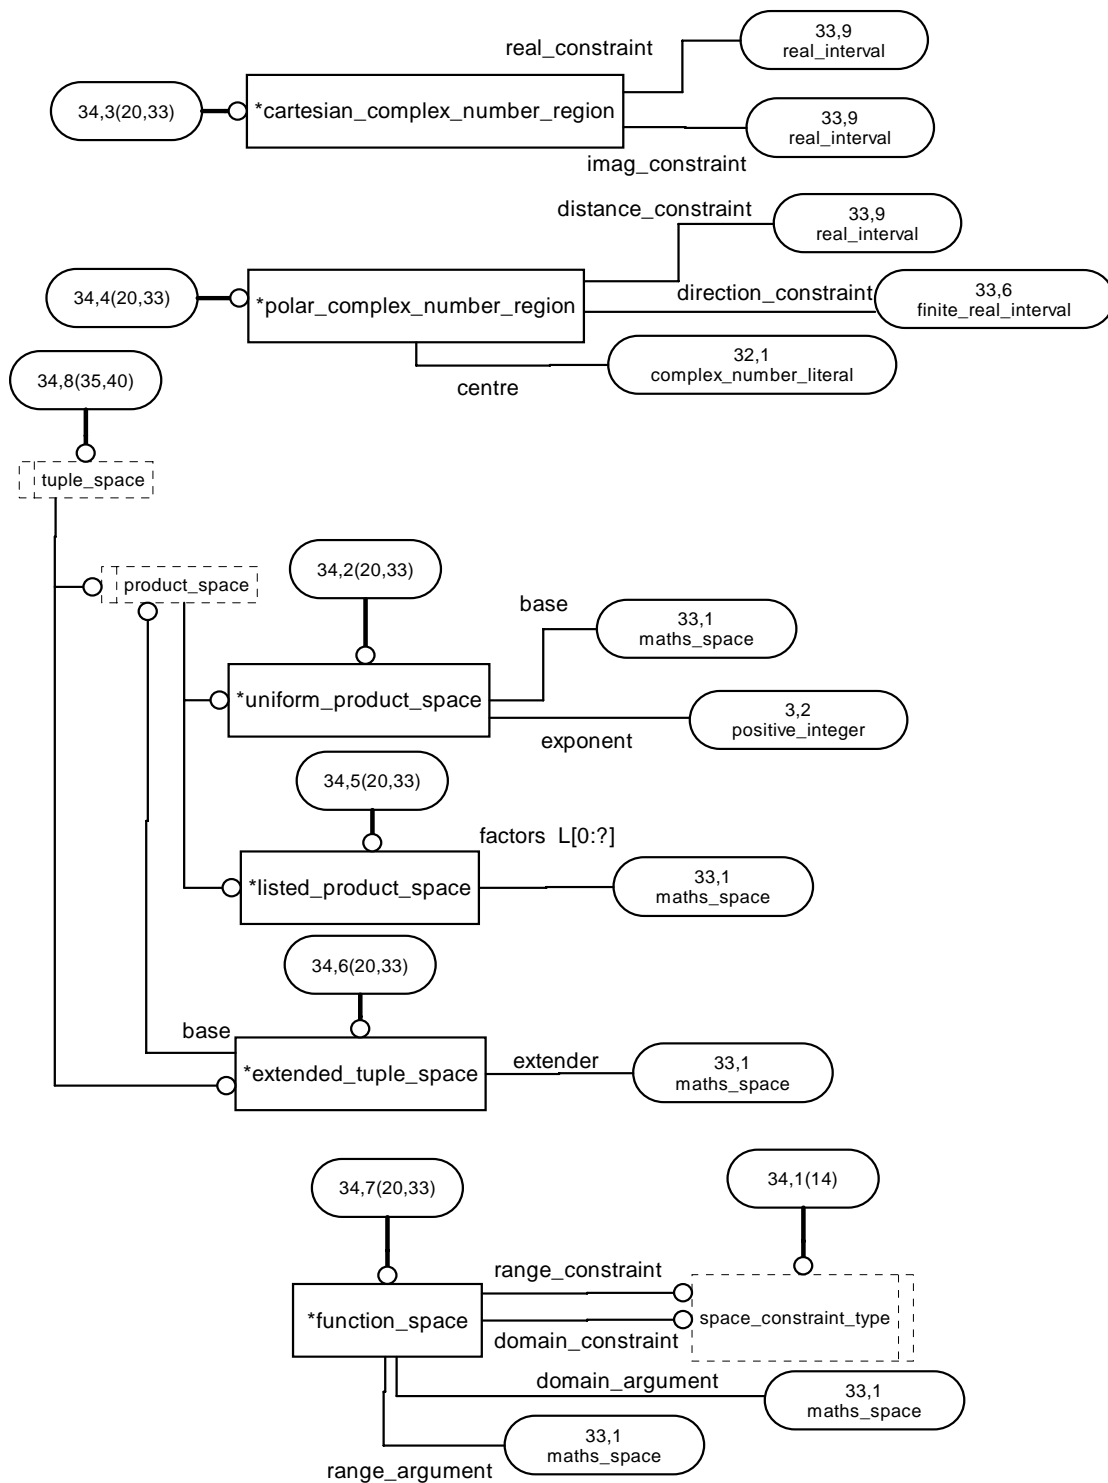 33,9
real_interval
real_constraint
34,3(20,33)
*cartesian_complex_number_region
33,9
real_interval
imag_constraint
distance_constraint
33,9
real_interval
34,4(20,33)
*polar_complex_number_region
direction_constraint
33,6
finite_real_interval
32,1
complex_number_literal
centre
34,8(35,40)
tuple_space
34,2(20,33)
product_space
base
33,1
maths_space
*uniform_product_space
3,2
positive_integer
exponent
34,5(20,33)
factors L[0:?]
*listed_product_space
33,1
maths_space
34,6(20,33)
base
*extended_tuple_space
extender
33,1
maths_space
34,7(20,33)
34,1(14)
range_constraint
*function_space
space_constraint_type
domain_constraint
domain_argument
33,1
maths_space
33,1
maths_space
range_argument